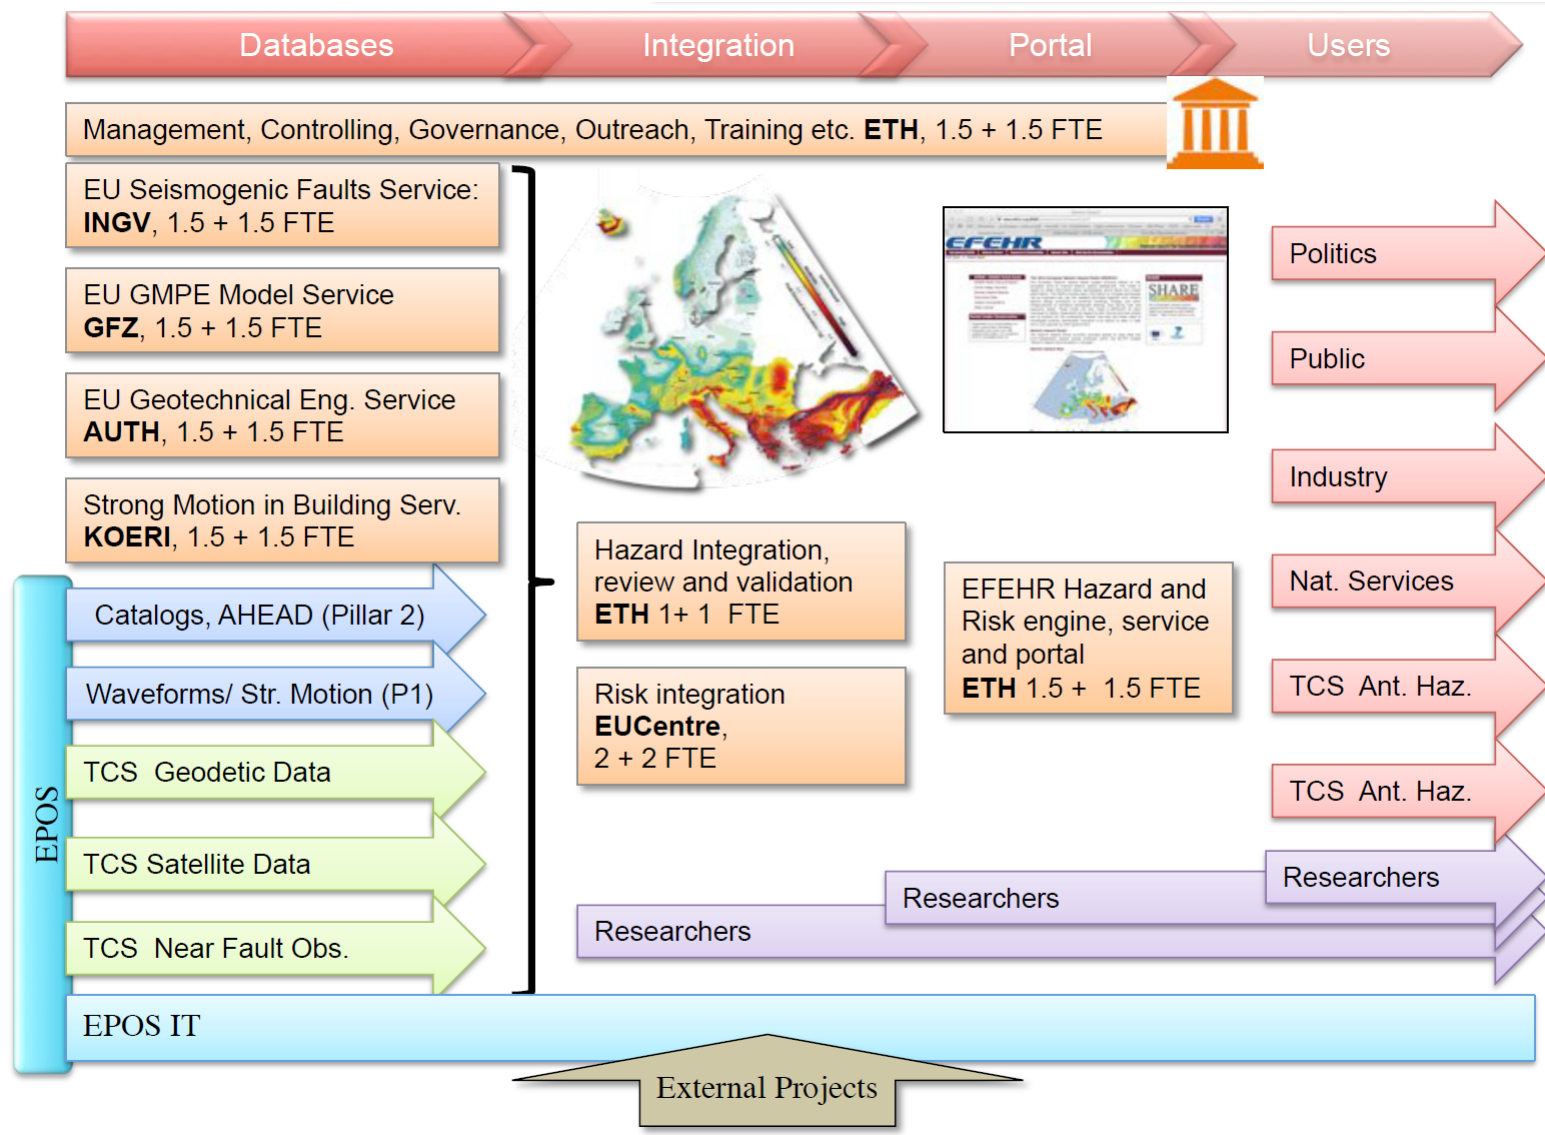 Databases
Integration
Portal
Users
Management, Controlling, Governance, Outreach, Training etc. ETH, 1.5 + 1.5 FTE
EU Seismogenic Faults Service:
INGV, 1.5 + 1.5 FTE
EU GMPE Model Service
GFZ, 1.5 + 1.5 FTE
EU Geotechnical Eng. Service
AUTH, 1.5 + 1.5 FTE
Strong Motion in Building Serv.
KOERI, 1.5 + 1.5 FTE
EPOS
Catalogs, AHEAD (Pillar 2)
Waveforms/ Str. Motion (P1)
TCS Geodetic Data
TCS Satellite Data
TCS Near Fault Obs.
Hazard Integration,
review and validation
ETH 1+ 1 FTE
Risk integration
EUCentre,
2 + 2 FTE
EFEHR
SHARE
EFEHR Hazard and
Risk engine, service
and portal
ETH 1.5 + 1.5 FTE
Politics
Public
Industry
Nat. Services
TCS Ant. Haz.
TCS Ant. Haz.
Researchers
Researchers
Researchers
EPOS IT
External Projects